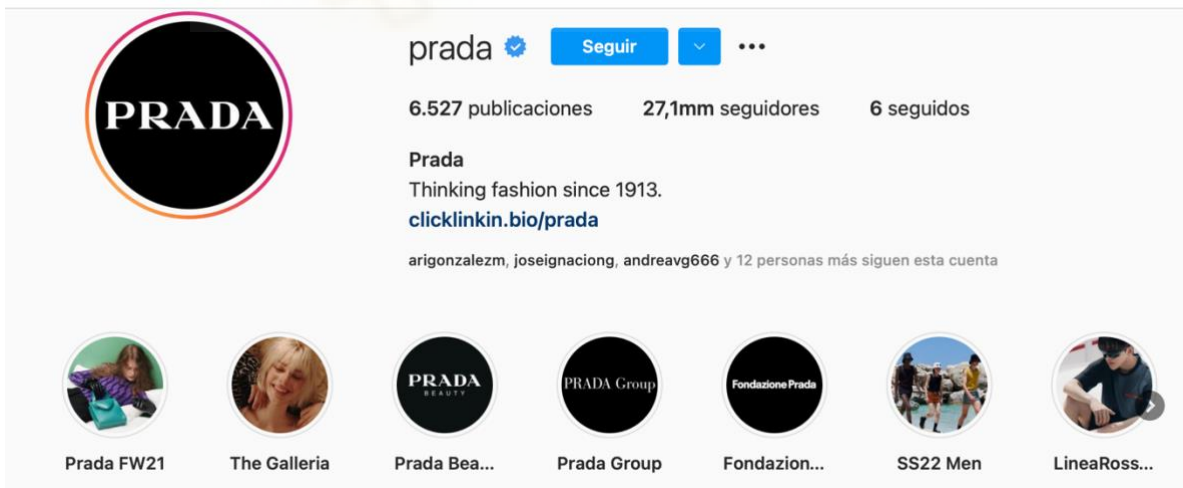 PRADA
prada Seguir
6.527 publicaciones 27,1mm seguidores 6 seguidos
Prada
Thinking fashion since 1913.
clicklinkin.bio/prada
arigonzalezm, joseignaciong, andreavg666 y 12 personas más siguen esta cuenta
PRADA
BEAUTY
PRADA Group
Fondazione Prada
Prada FW21 The Galleria Prada Bea... Prada Group Fondazion... SS22 Men LineaRoss...